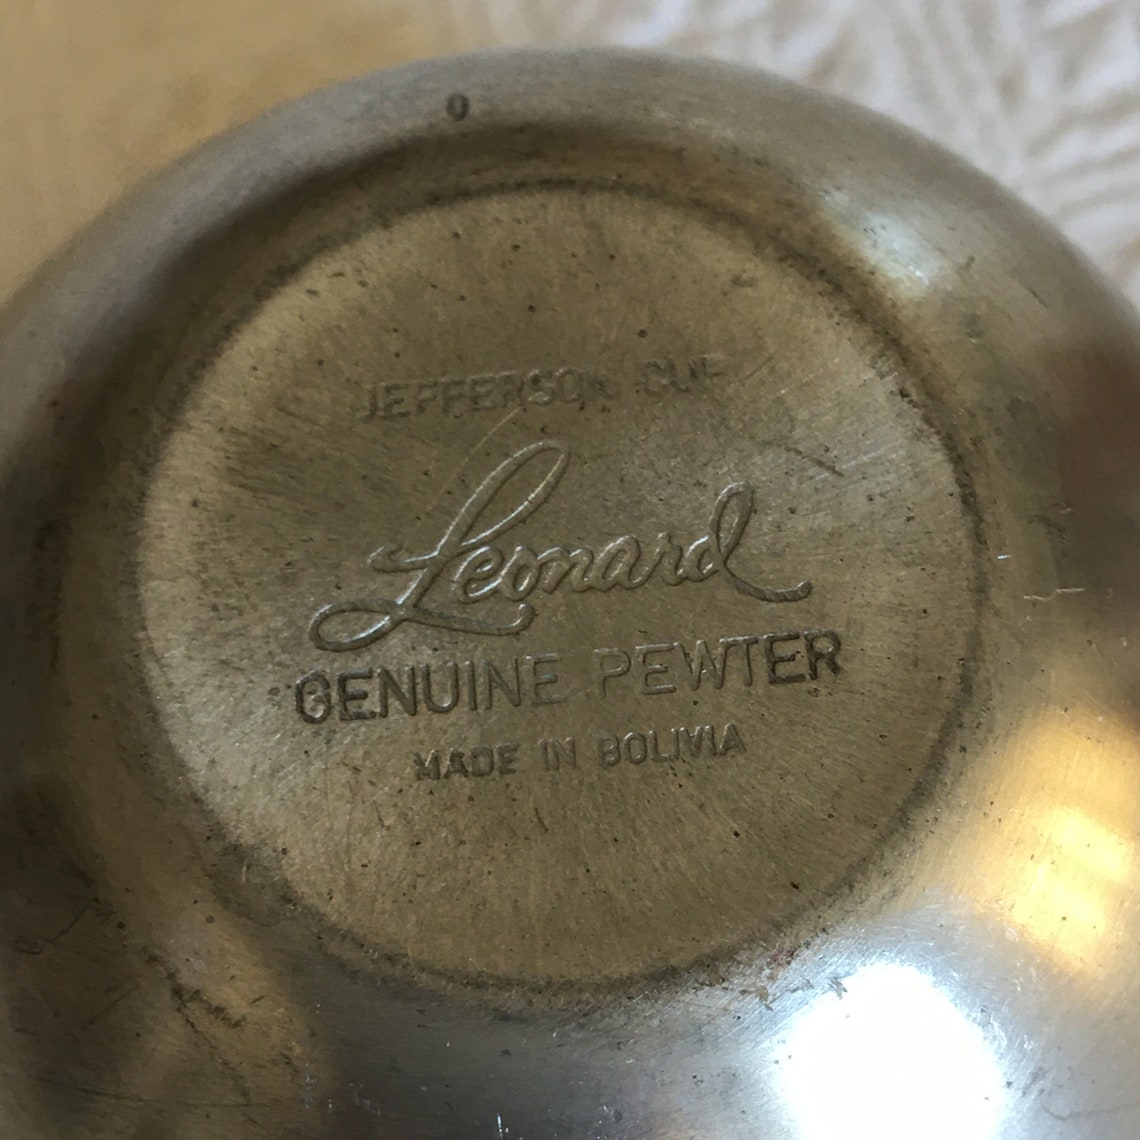 JEFFERSON CUP
Leonard
GENUINE PEWTER
MADE IN BOLIVIA